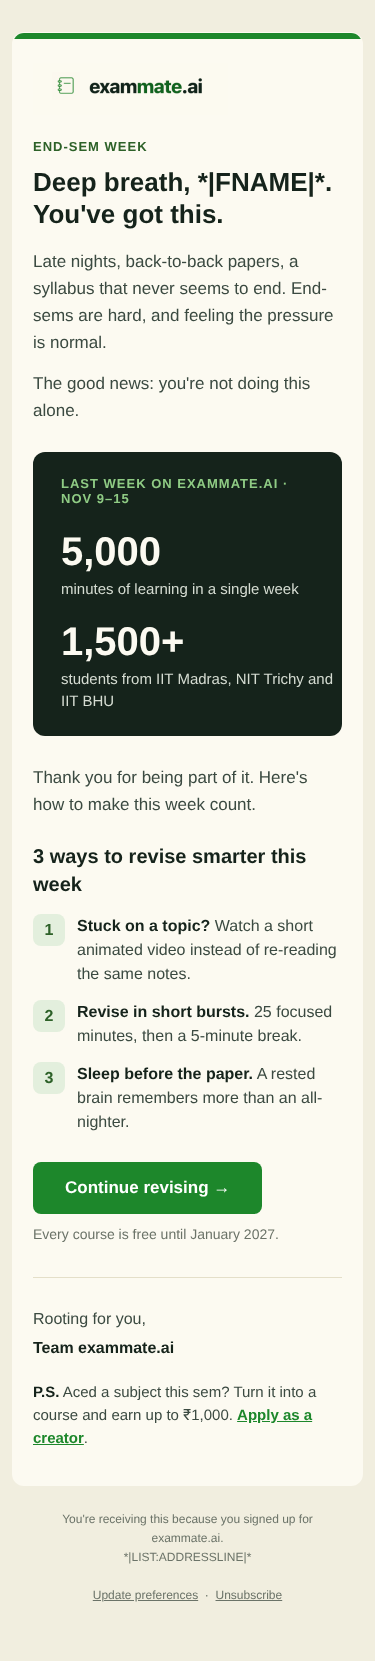 exammate.ai
END-SEM WEEK
Deep breath, *|FNAME|*.
You've got this.
Late nights, back-to-back papers, a
syllabus that never seems to end. End-
sems are hard, and feeling the pressure
is normal.
The good news: you're not doing this
alone.
LAST WEEK ON EXAMMATE.AI ·
NOV 9–15
5,000
minutes of learning in a single week
1,500+
students from IIT Madras, NIT Trichy and
IIT BHU
Thank you for being part of it. Here's
how to make this week count.
3 ways to revise smarter this
week
1 Stuck on a topic? Watch a short
animated video instead of re-reading
the same notes.
2 Revise in short bursts. 25 focused
minutes, then a 5-minute break.
3 Sleep before the paper. A rested
brain remembers more than an all-
nighter.
Continue revising →
Every course is free until January 2027.
Rooting for you,
Team exammate.ai
P.S. Aced a subject this sem? Turn it into a
course and earn up to ₹1,000. Apply as a
creator.
You're receiving this because you signed up for
exammate.ai.
*|LIST:ADDRESSLINE|*
Update preferences · Unsubscribe